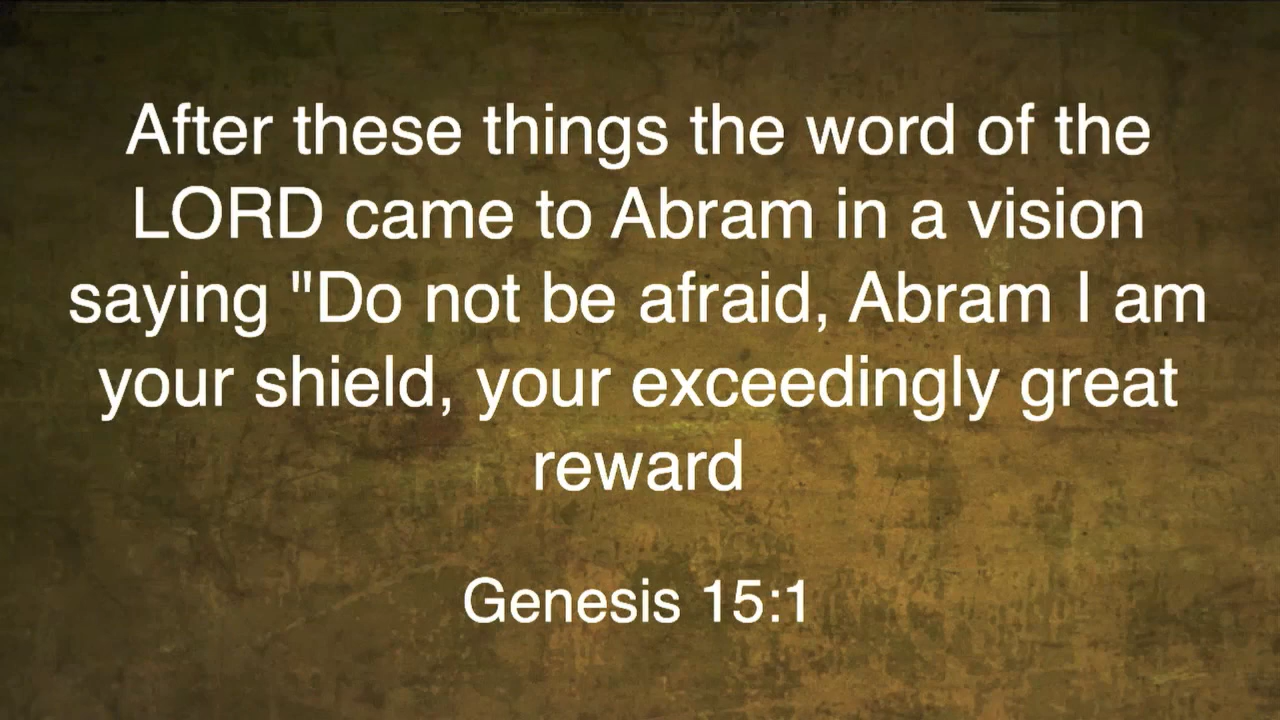 After these things the word of the
LORD came to Abram in a vision
saying "Do not be afraid, Abram I am
your shield, your exceedingly great
reward
Genesis 15:1